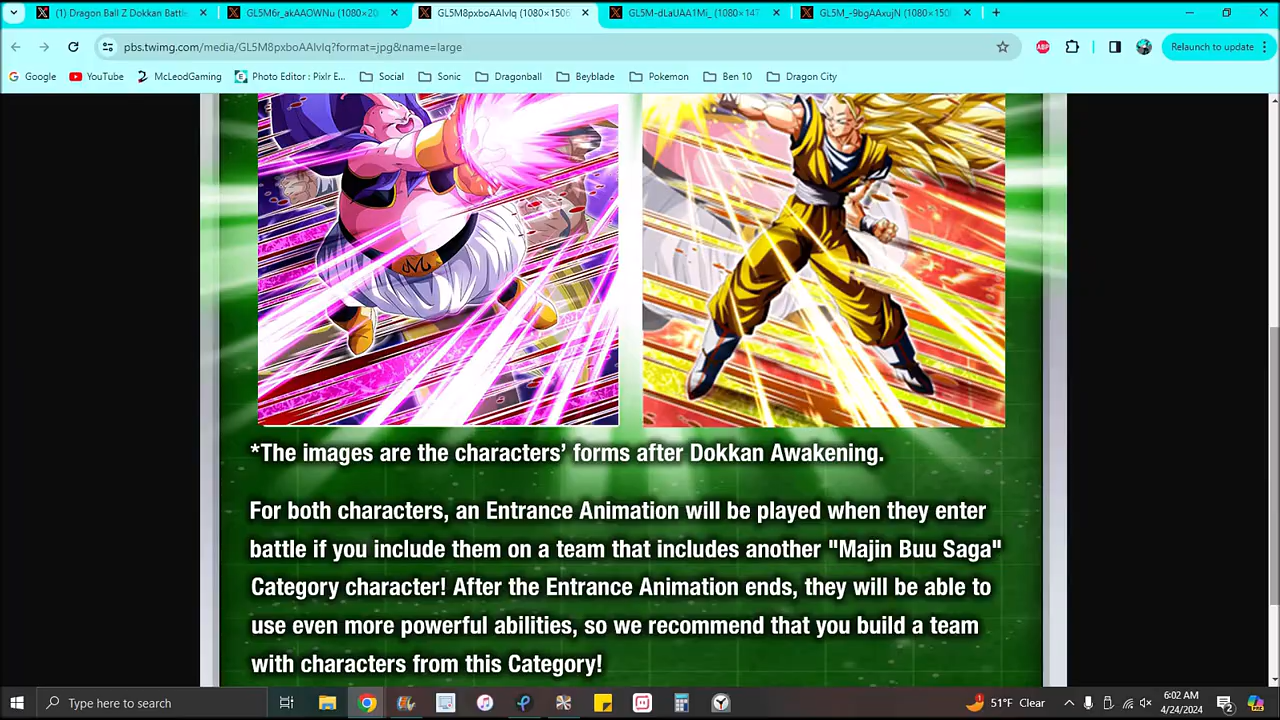 (1) Dragon Ball Z Dokkan Battle
GL5M6r_akAAOWNu (1080×20
GL5M8pxboAAlvlq (1080×1506
GL5M-dLaUAA1Mi_ (1080×147
GL5M_-9bgAAxujN (1080×150
pbs.twimg.com/media/GL5M8pxboAAlvlq?format=jpg&name=large
ABP
Relaunch to update
Google
YouTube
McLeodGaming
Photo Editor : Pixlr E...
Social
Sonic
Dragonball
Beyblade
Pokemon
Ben 10
Dragon City
*The images are the characters' forms after Dokkan Awakening.
For both characters, an Entrance Animation will be played when they enter
battle if you include them on a team that includes another "Majin Buu Saga"
Category character! After the Entrance Animation ends, they will be able to
use even more powerful abilities, so we recommend that you build a team
with characters from this Category!
Type here to search
51°F Clear
6:02 AM
4/24/2024
2